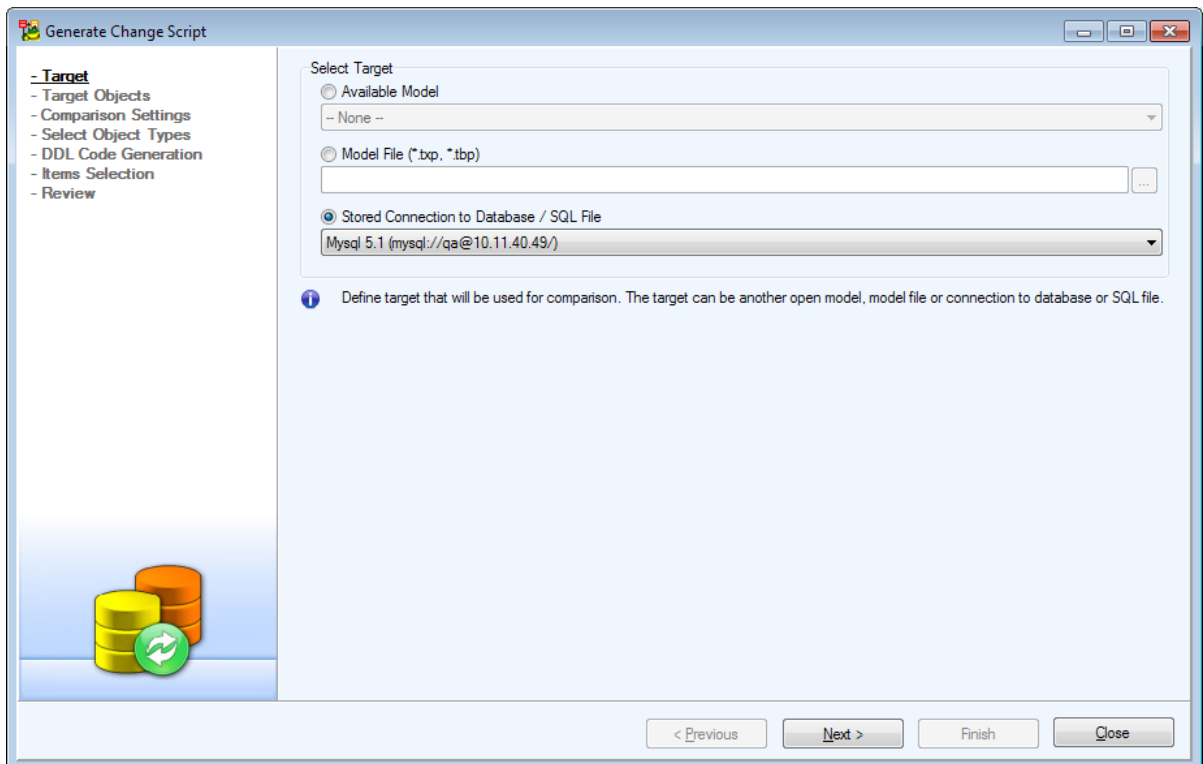 Generate Change Script
- Target
- Target Objects
- Comparison Settings
- Select Object Types
- DDL Code Generation
- Items Selection
- Review
Select Target
Available Model
-- None --
Model File (*.txp, *.tbp)
...
Stored Connection to Database / SQL File
Mysql 5.1 (mysql://qa@10.11.40.49/)
Define target that will be used for comparison. The target can be another open model, model file or connection to database or SQL file.
< Previous
Next >
Finish
Close